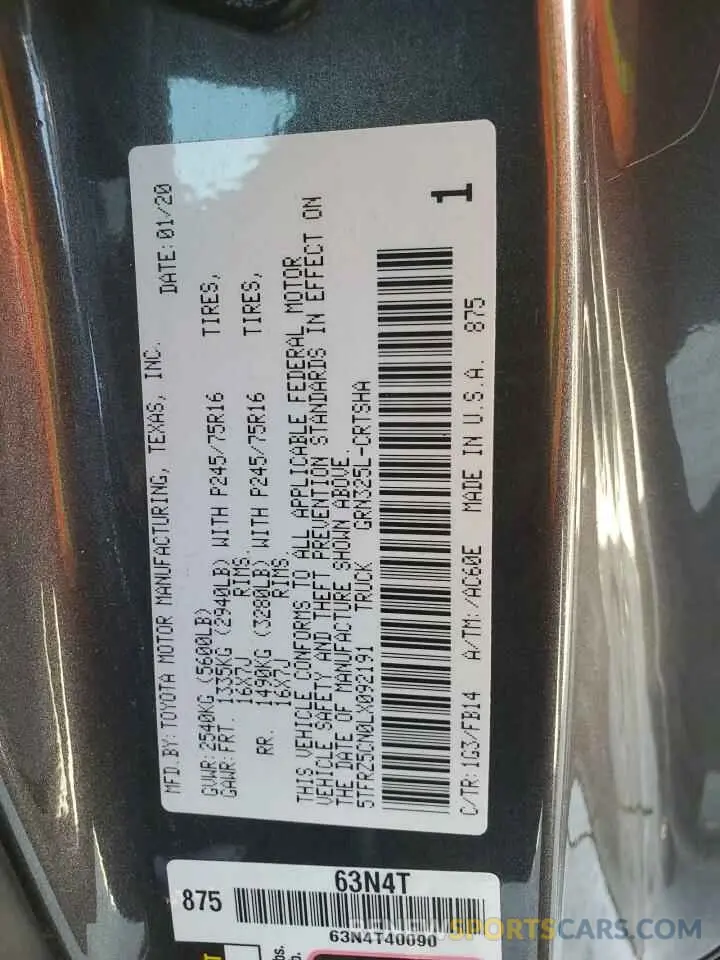 MFD.BY: TOYOTA MOTOR MANUFACTURING, TEXAS, INC. DATE: 01/20
GVWR: 2540KG (5600LB)
GAWR: FRT. 1335KG (2940LB) WITH P245/75R16 TIRES,
16X7J RIMS.
RR. 1490KG (3280LB) WITH P245/75R16 TIRES,
16X7J RIMS.
THIS VEHICLE CONFORMS TO ALL APPLICABLE FEDERAL MOTOR
VEHICLE SAFETY AND THEFT PREVENTION STANDARDS IN EFFECT ON
THE DATE OF MANUFACTURE SHOWN ABOVE.
5TFRZ5CN0LX092191 TRUCK GRN325L-CRTSHA
1
C/TR: 1G3/FB14 A/TM: /AC60E MADE IN U.S.A. 875
63N4T
875
63N4T40090
RENEWSPORTSCARS.COM